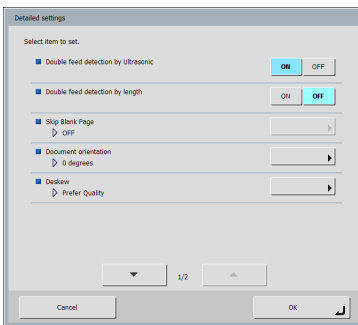 Detailed settings
Select item to set.
Double feed detection by Ultrasonic
ON OFF
Double feed detection by length
ON OFF
Skip Blank Page
OFF
Document orientation
0 degrees
Deskew
Prefer Quality
1/2
Cancel OK